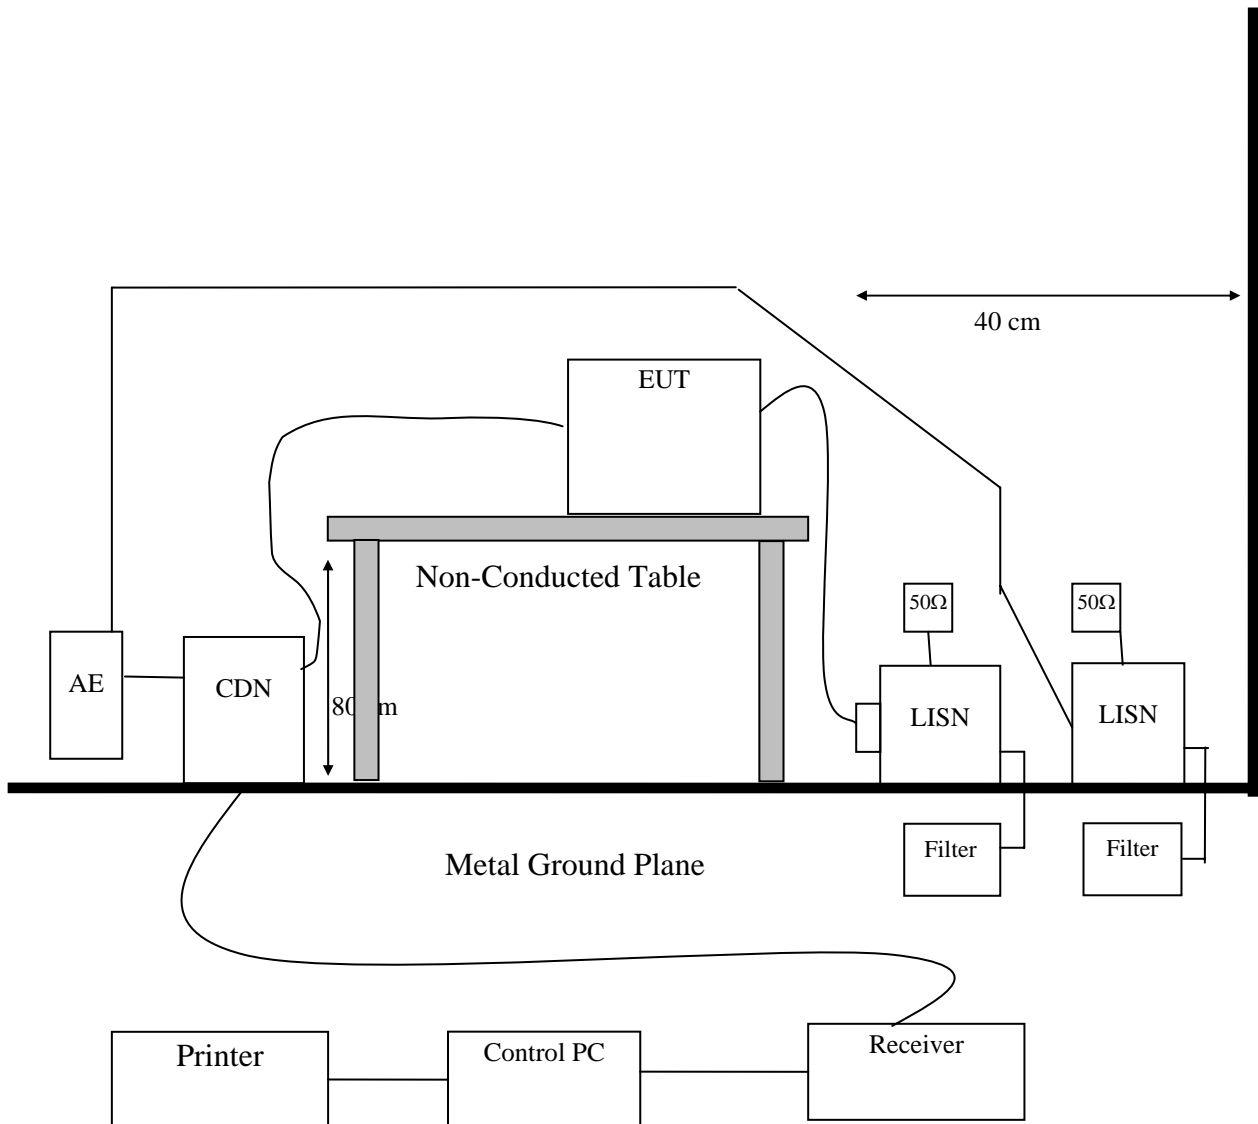 40 cm
EUT
Non-Conducted Table
50Ω
50Ω
AE
CDN
LISN
LISN
Filter
Filter
Metal Ground Plane
Printer
Control PC
Receiver